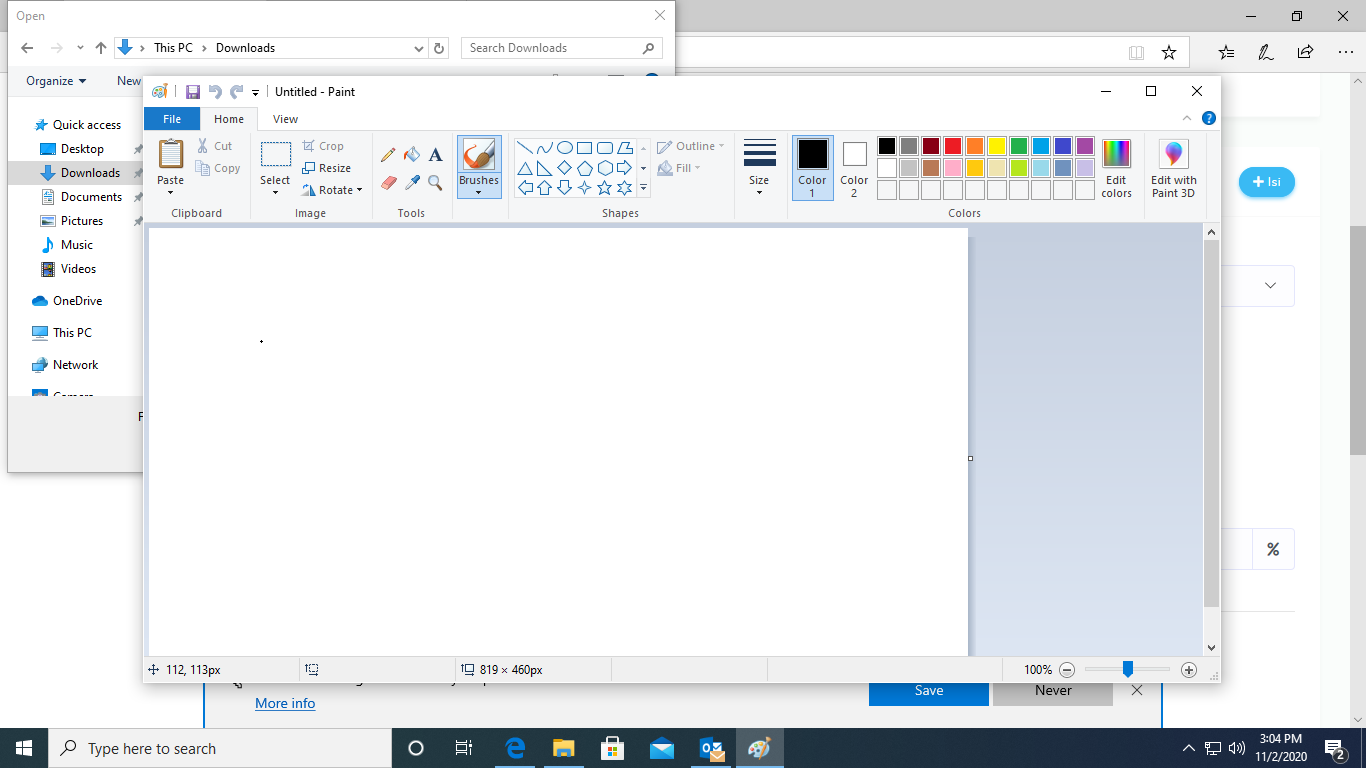 Open
This PC
Downloads
Search Downloads
Organize
New
Untitled - Paint
File
Home
View
Quick access
Desktop
Downloads
Documents
Pictures
Music
Videos
OneDrive
This PC
Network
Paste
Cut
Copy
Clipboard
Select
Crop
Resize
Rotate
Image
A
Tools
Brushes
Shapes
Outline
Fill
Size
Color
1
Color
2
Edit
colors
Colors
Edit with
Paint 3D
+ Isi
%
112, 113px
819 × 460px
100%
More info
Save
Never
Type here to search
3:04 PM
11/2/2020
2